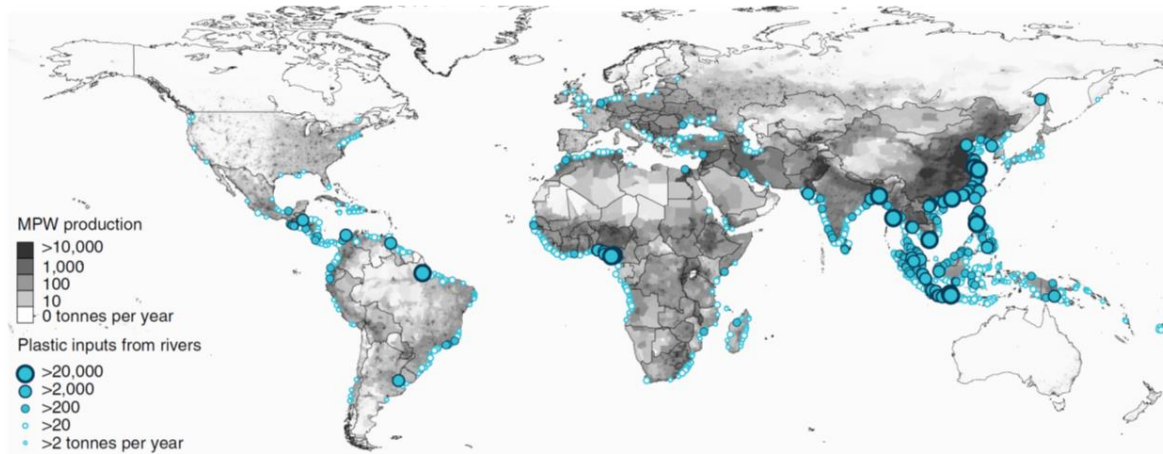 MPW production
>10,000
1,000
100
10
0 tonnes per year
Plastic inputs from rivers
>20,000
>2,000
>200
>20
>2 tonnes per year